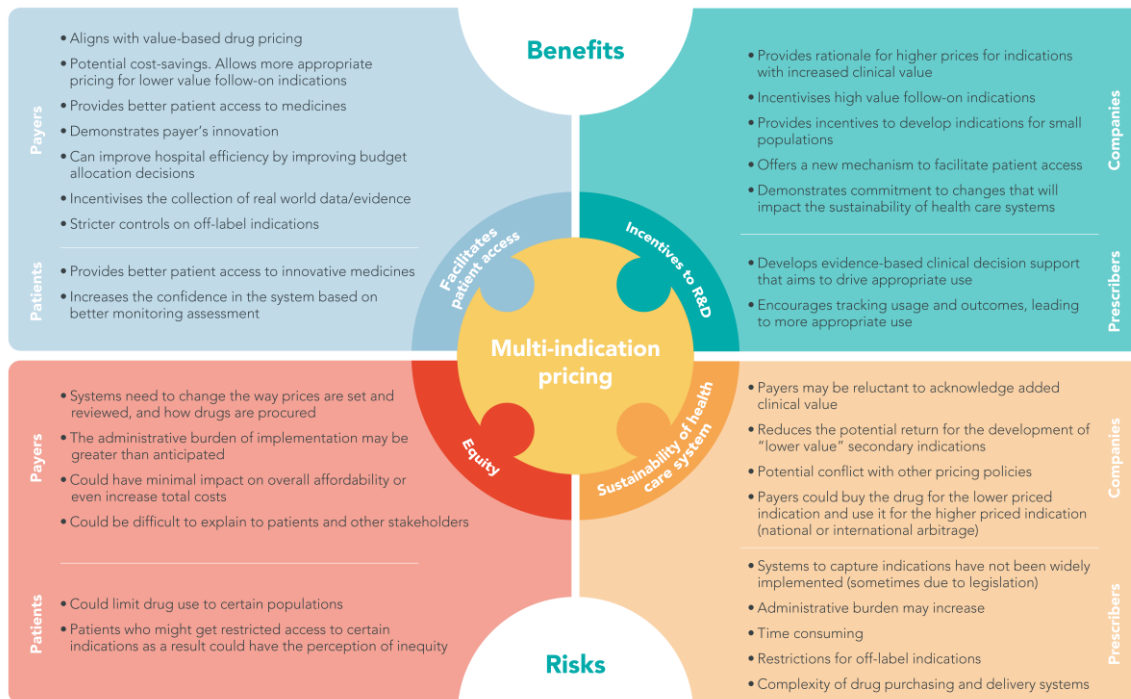 Benefits
Payers
• Aligns with value-based drug pricing
• Potential cost-savings. Allows more appropriate
pricing for lower value follow-on indications
• Provides better patient access to medicines
• Demonstrates payer's innovation
• Can improve hospital efficiency by improving budget
allocation decisions
• Incentivises the collection of real world data/evidence
• Stricter controls on off-label indications
Patients
• Provides better patient access to innovative medicines
• Increases the confidence in the system based on
better monitoring assessment
Companies
• Provides rationale for higher prices for indications
with increased clinical value
• Incentivises high value follow-on indications
• Provides incentives to develop indications for small
populations
• Offers a new mechanism to facilitate patient access
• Demonstrates commitment to changes that will
impact the sustainability of health care systems
Prescribers
• Develops evidence-based clinical decision support
that aims to drive appropriate use
• Encourages tracking usage and outcomes, leading
to more appropriate use
Facilitates
patient access
Incentives to R&D
Multi-indication
pricing
Equity
Sustainability of health
care system
Payers
• Systems need to change the way prices are set and
reviewed, and how drugs are procured
• The administrative burden of implementation may be
greater than anticipated
• Could have minimal impact on overall affordability or
even increase total costs
• Could be difficult to explain to patients and other stakeholders
Patients
• Could limit drug use to certain populations
• Patients who might get restricted access to certain
indications as a result could have the perception of inequity
Companies
• Payers may be reluctant to acknowledge added
clinical value
• Reduces the potential return for the development of
"lower value" secondary indications
• Potential conflict with other pricing policies
• Payers could buy the drug for the lower priced
indication and use it for the higher priced indication
(national or international arbitrage)
Prescribers
• Systems to capture indications have not been widely
implemented (sometimes due to legislation)
• Administrative burden may increase
• Time consuming
• Restrictions for off-label indications
• Complexity of drug purchasing and delivery systems
Risks